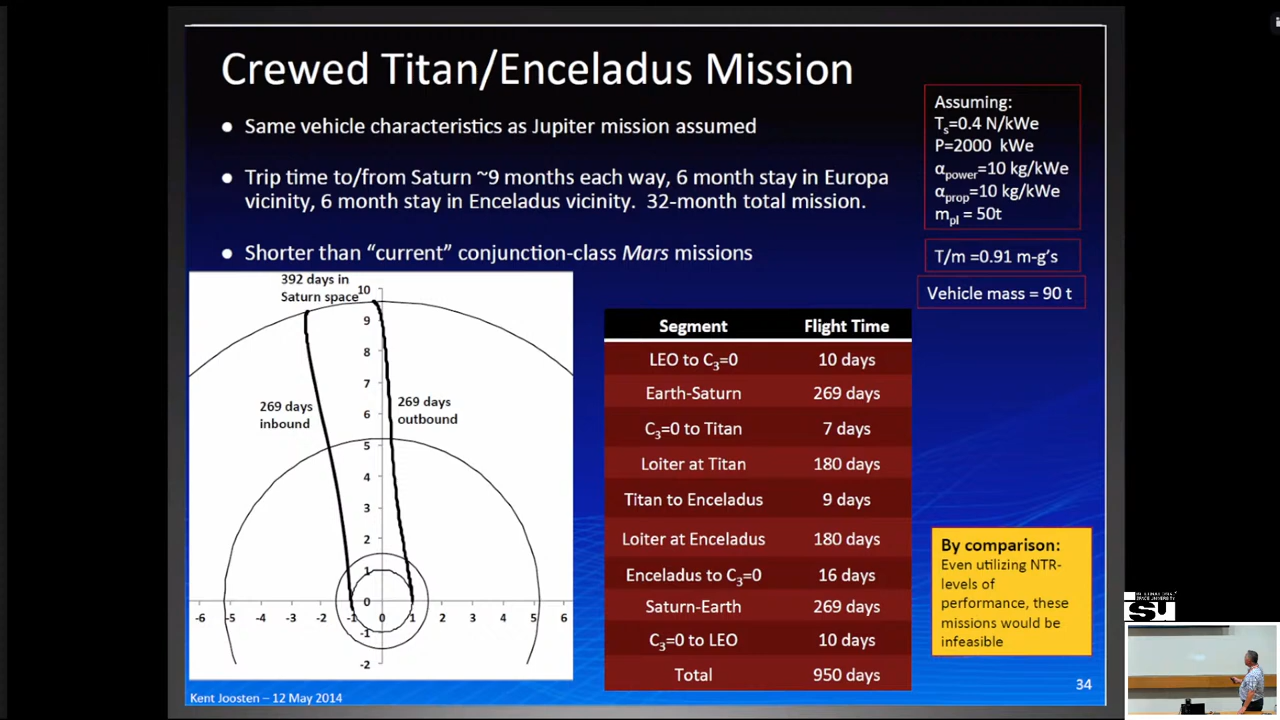 Crewed Titan/Enceladus Mission
● Same vehicle characteristics as Jupiter mission assumed
● Trip time to/from Saturn ~9 months each way, 6 month stay in Europa
vicinity, 6 month stay in Enceladus vicinity.  32-month total mission.
● Shorter than “current” conjunction-class Mars missions
Assuming:
Ts=0.4 N/kWe
P=2000 kWe
αpower=10 kg/kWe
αprop=10 kg/kWe
mpl = 50t
T/m =0.91 m-g’s
Vehicle mass = 90 t
392 days in
Saturn space
269 days
inbound
269 days
outbound
10
9
8
7
6
5
4
3
2
1
0
-1
-2
-6 -5 -4 -3 -2 -1 0 1 2 3 4 5 6
Segment Flight Time
LEO to C3=0 10 days
Earth-Saturn 269 days
C3=0 to Titan 7 days
Loiter at Titan 180 days
Titan to Enceladus 9 days
Loiter at Enceladus 180 days
Enceladus to C3=0 16 days
Saturn-Earth 269 days
C3=0 to LEO 10 days
Total 950 days
By comparison:
Even utilizing NTR-
levels of
performance, these
missions would be
infeasible
Kent Joosten – 12 May 2014
34
SU